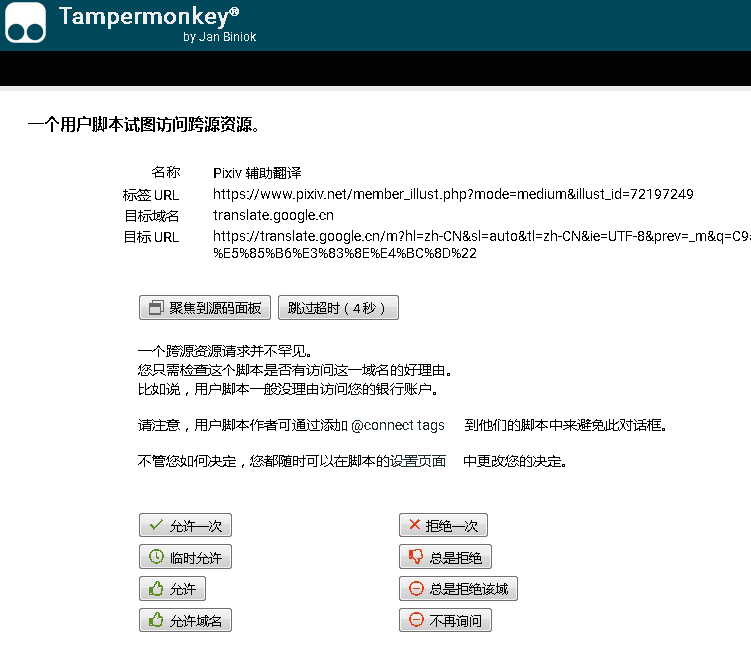 Tampermonkey®
by Jan Biniok
一个用户脚本试图访问跨源资源。
名称 Pixiv 辅助翻译
标签 URL https://www.pixiv.net/member_illust.php?mode=medium&illust_id=72197249
目标域名 translate.google.cn
目标 URL https://translate.google.cn/m?hl=zh-CN&sl=auto&tl=zh-CN&ie=UTF-8&prev=_m&q=C9
%E5%85%B6%E3%83%8E%E4%BC%8D%22
聚焦到源码面板 跳过超时(4秒)
一个跨源资源请求并不罕见。
您只需检查这个脚本是否有访问这一域名的好理由。
比如说,用户脚本一般没理由访问您的银行账户。
请注意,用户脚本作者可通过添加 @connect tags 到他们的脚本中来避免此对话框。
不管您如何决定,您都随时可以在脚本的设置页面 中更改您的决定。
允许一次 拒绝一次
临时允许 总是拒绝
允许 总是拒绝该域
允许域名 不再询问